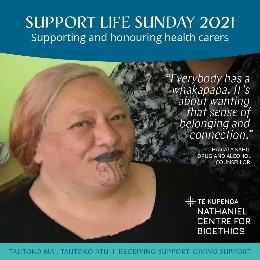 SUPPORT LIFE SUNDAY 2021
Supporting and honouring health carers
"Everybody has a
whakapapa. It's
about wanting
that sense of
belonging and
connection."
DRUG AND ALCOHOL
COUNSELLOR
TE KUPENGA
NATHANIEL
CENTRE FOR
BIOETHICS
TAUTOKO MAI, TAUTOKO ATU | RECEIVING SUPPORT, GIVING SUPPORT